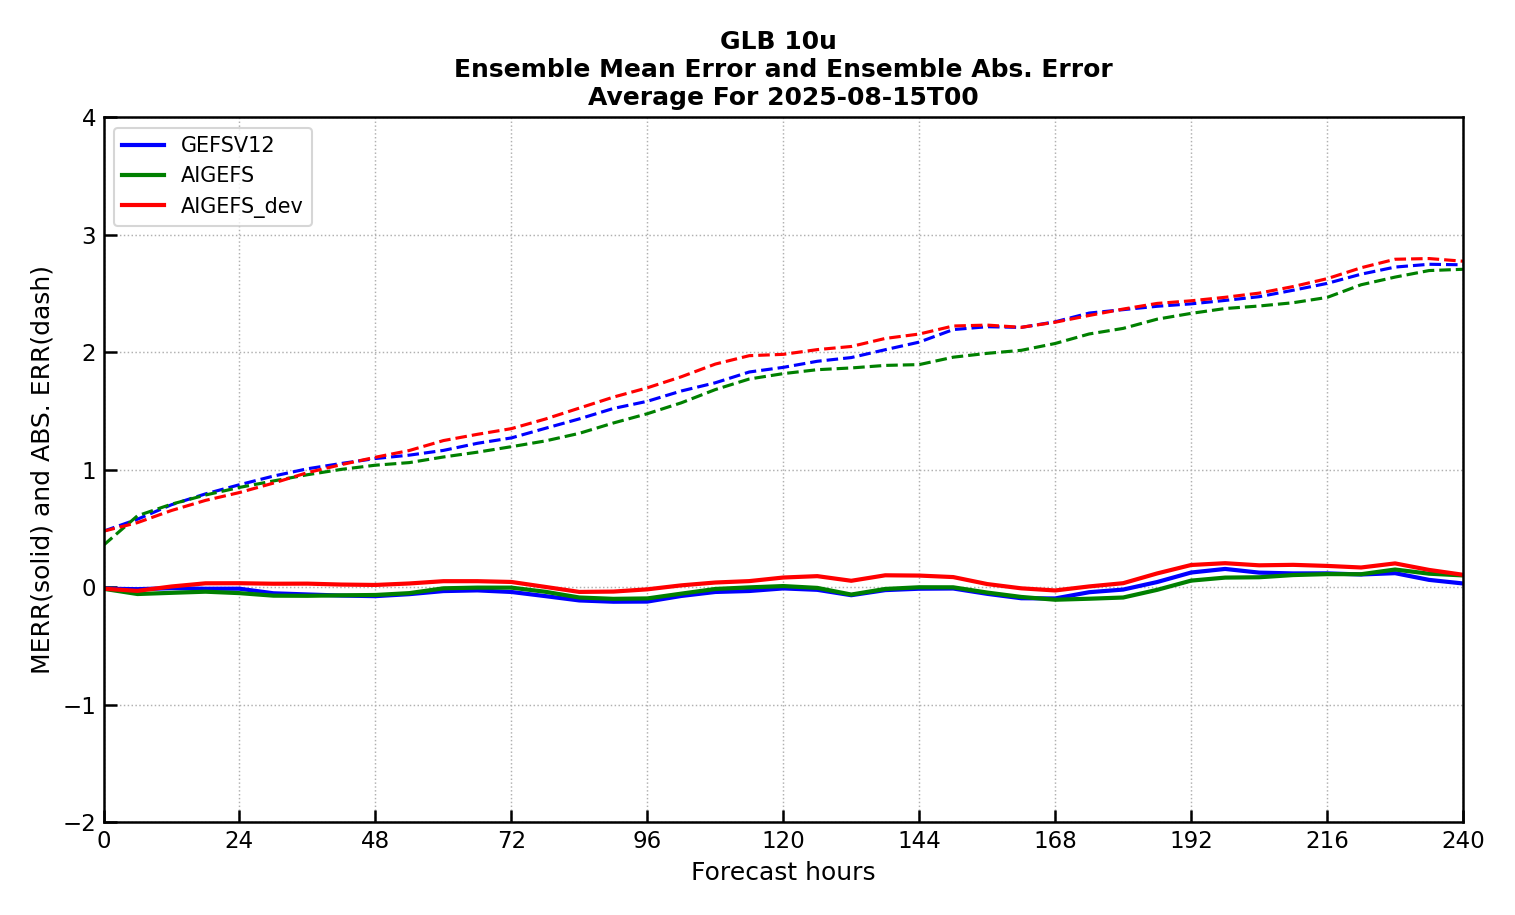 GLB 10u
Ensemble Mean Error and Ensemble Abs. Error
Average For 2025-08-15T00
MERR(solid) and ABS. ERR(dash)
4
3
2
1
0
−1
−2
GEFSV12
AIGEFS
AIGEFS_dev
0 24 48 72 96 120 144 168 192 216 240
Forecast hours